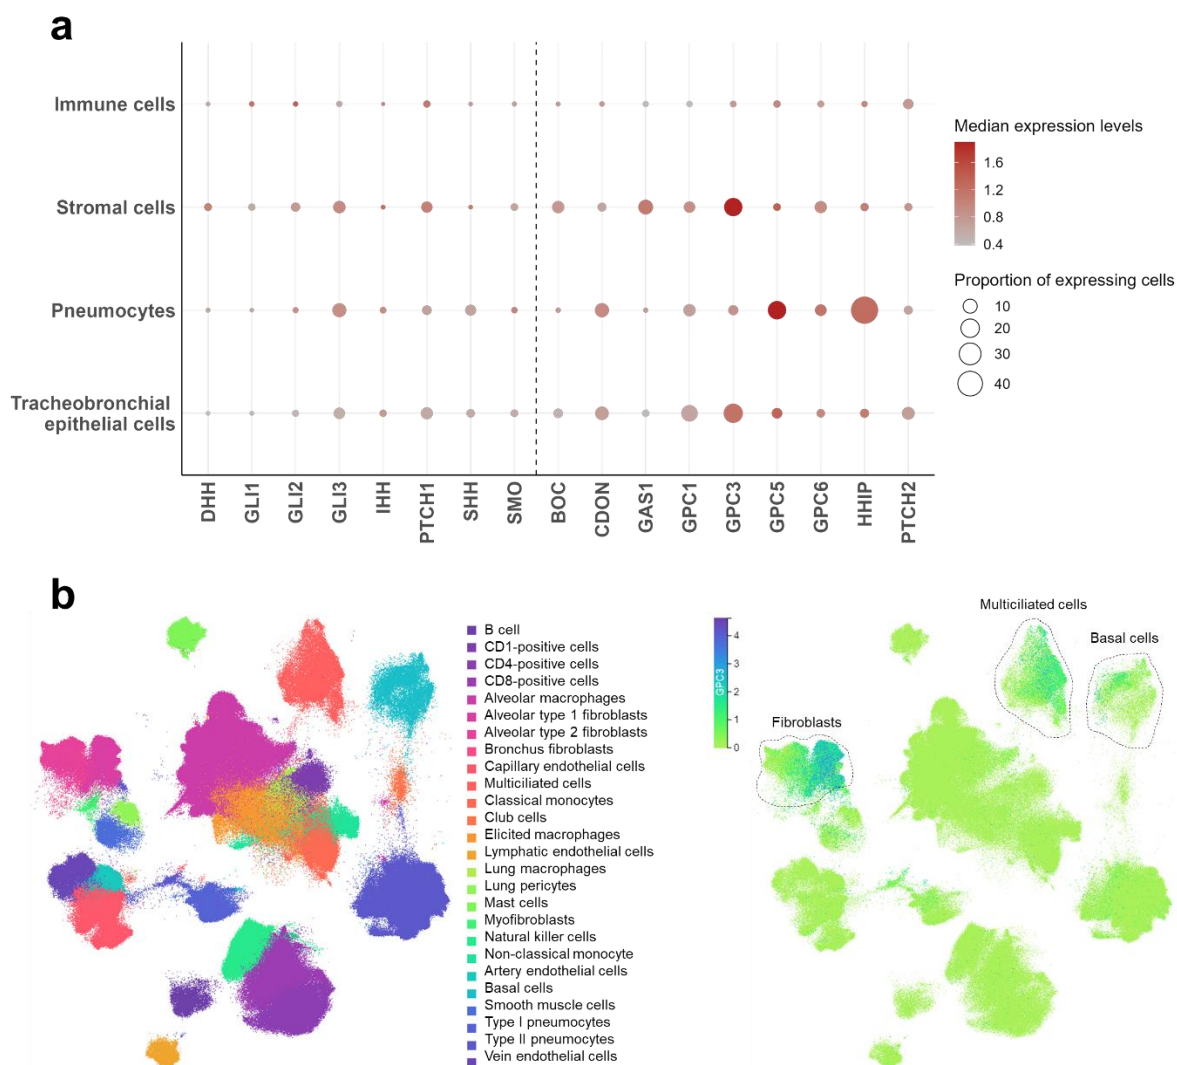 a
Immune cells
Stromal cells
Pneumocytes
Tracheobronchial
epithelial cells
DHH
GLI1
GLI2
GLI3
IHH
PTCH1
SHH
SMO
BOC
CDON
GAS1
GPC1
GPC3
GPC5
GPC6
HHIP
PTCH2
Median expression levels
1.6
1.2
0.8
0.4
Proportion of expressing cells
10
20
30
40
b
B cell
CD1-positive cells
CD4-positive cells
CD8-positive cells
Alveolar macrophages
Alveolar type 1 fibroblasts
Alveolar type 2 fibroblasts
Bronchus fibroblasts
Capillary endothelial cells
Multiciliated cells
Classical monocytes
Club cells
Elicited macrophages
Lymphatic endothelial cells
Lung macrophages
Lung pericytes
Mast cells
Myofibroblasts
Natural killer cells
Non-classical monocyte
Artery endothelial cells
Basal cells
Smooth muscle cells
Type I pneumocytes
Type II pneumocytes
Vein endothelial cells
GPC3
4
3
2
1
0
Multiciliated cells
Basal cells
Fibroblasts